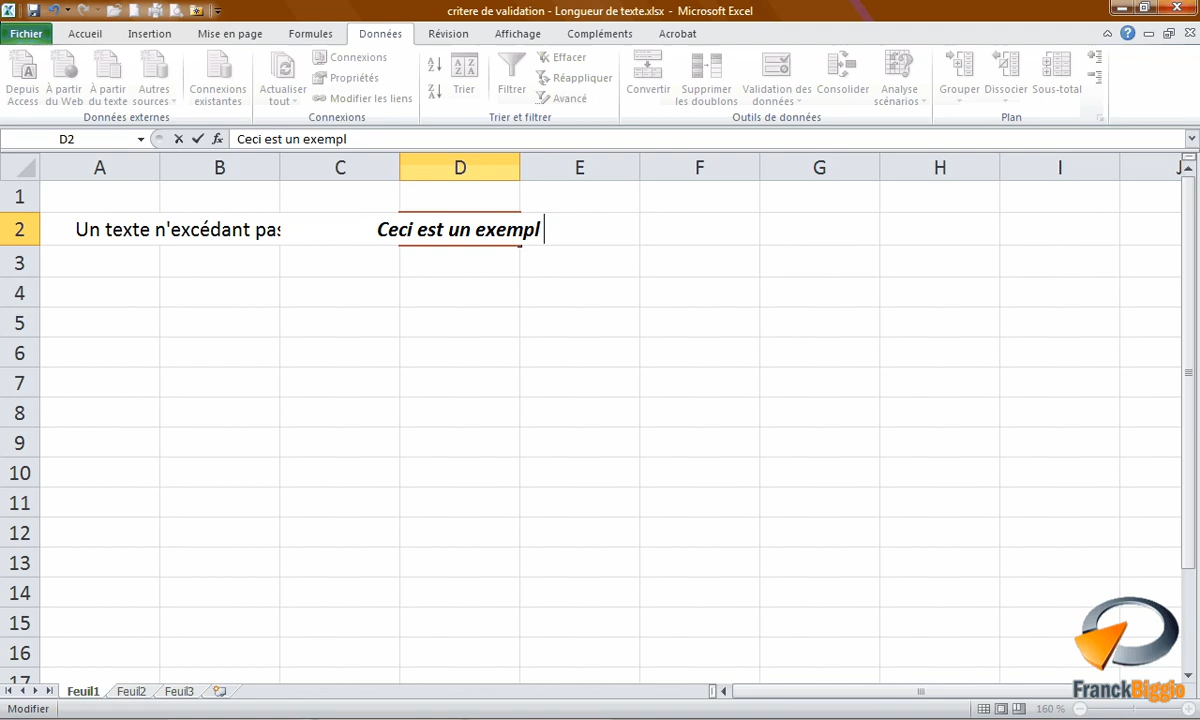 critere de validation - Longueur de texte.xlsx - Microsoft Excel
Fichier Accueil Insertion Mise en page Formules Données Révision Affichage Compléments Acrobat
Depuis Access
À partir du Web
À partir du texte
Autres sources
Connexions existantes
Données externes
Actualiser tout
Connexions
Propriétés
Modifier les liens
Connexions
Trier
Filtrer
Effacer
Réappliquer
Avancé
Trier et filtrer
Convertir
Supprimer les doublons
Validation des données
Consolider
Analyse scénarios
Outils de données
Grouper
Dissocier
Sous-total
Plan
D2 fx Ceci est un exempl
A B C D E F G H I J
1
2 Un texte n'excédant pas Ceci est un exempl
3
4
5
6
7
8
9
10
11
12
13
14
15
16
17
Feuil1 Feuil2 Feuil3
FranckBiggio
Modifier 160 %